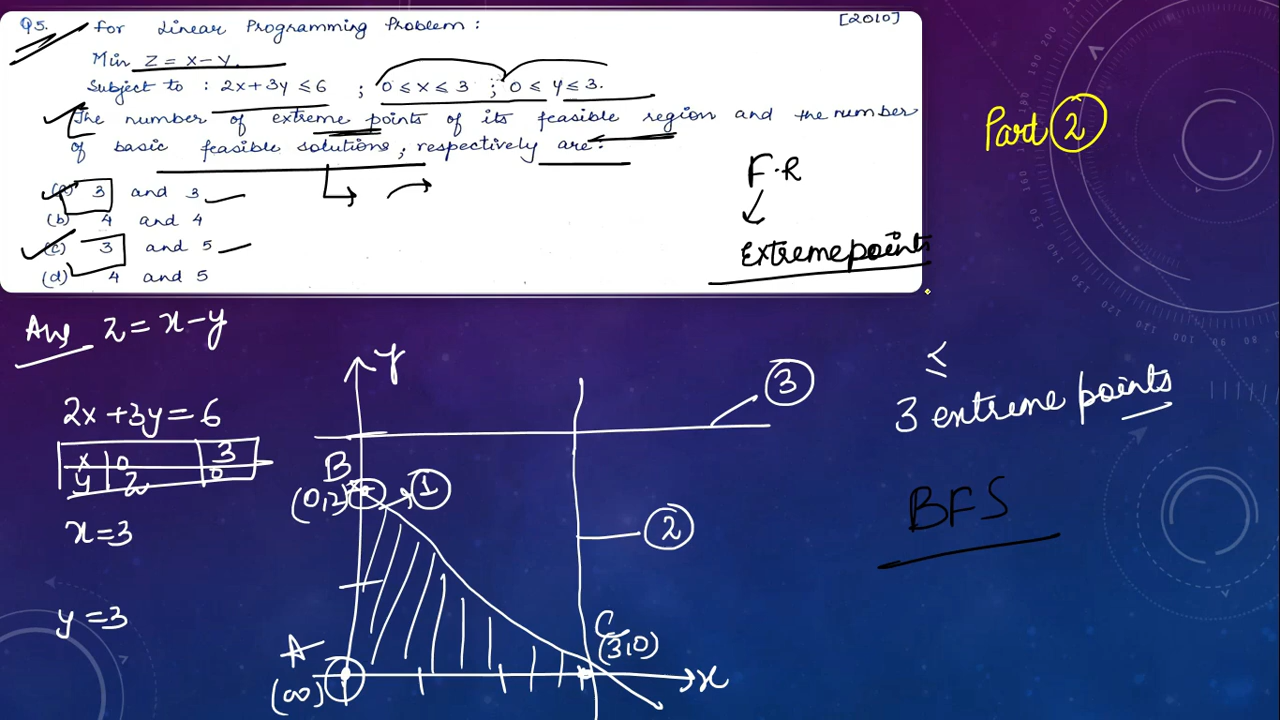 Q5. For Linear Programming Problem : [2010]
Min Z = x-y.
Subject to : 2x+3y ≤ 6 ; 0 ≤ x ≤ 3 ; 0 ≤ y ≤ 3.
The number of extreme points of its feasible region and the number
of basic feasible solutions, respectively are:
(a) 3 and 3
(b) 4 and 4
(c) 3 and 5
(d) 4 and 5
F.R
Extreme points
Part 2
Ans Z = x-y
2x+3y=6
x 0 3
y 2 0
x=3
y=3
y
3
B
(0,2)
1
2
A
C
(3,0)
x
≤
3 extreme points
BFS